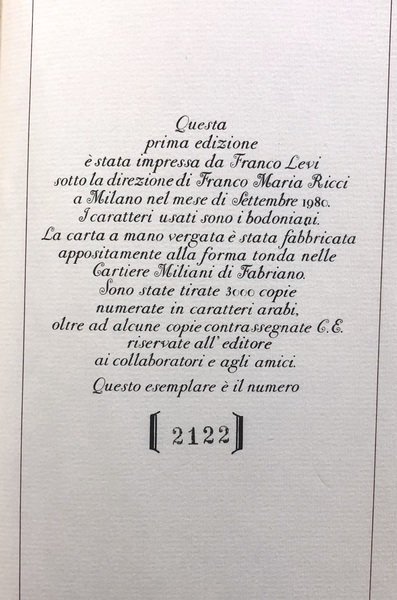 Questa
prima edizione
è stata impressa da Franco Levi
sotto la direzione di Franco Maria Ricci
a Milano nel mese di Settembre 1980.
I caratteri usati sono i bodoniani.
La carta a mano vergata è stata fabbricata
appositamente alla forma tonda nelle
Cartiere Miliani di Fabriano.
Sono state tirate 3000 copie
numerate in caratteri arabi,
oltre ad alcune copie contrassegnate C.E.
riservate all'editore
ai collaboratori e agli amici.
Questo esemplare è il numero
[2122]